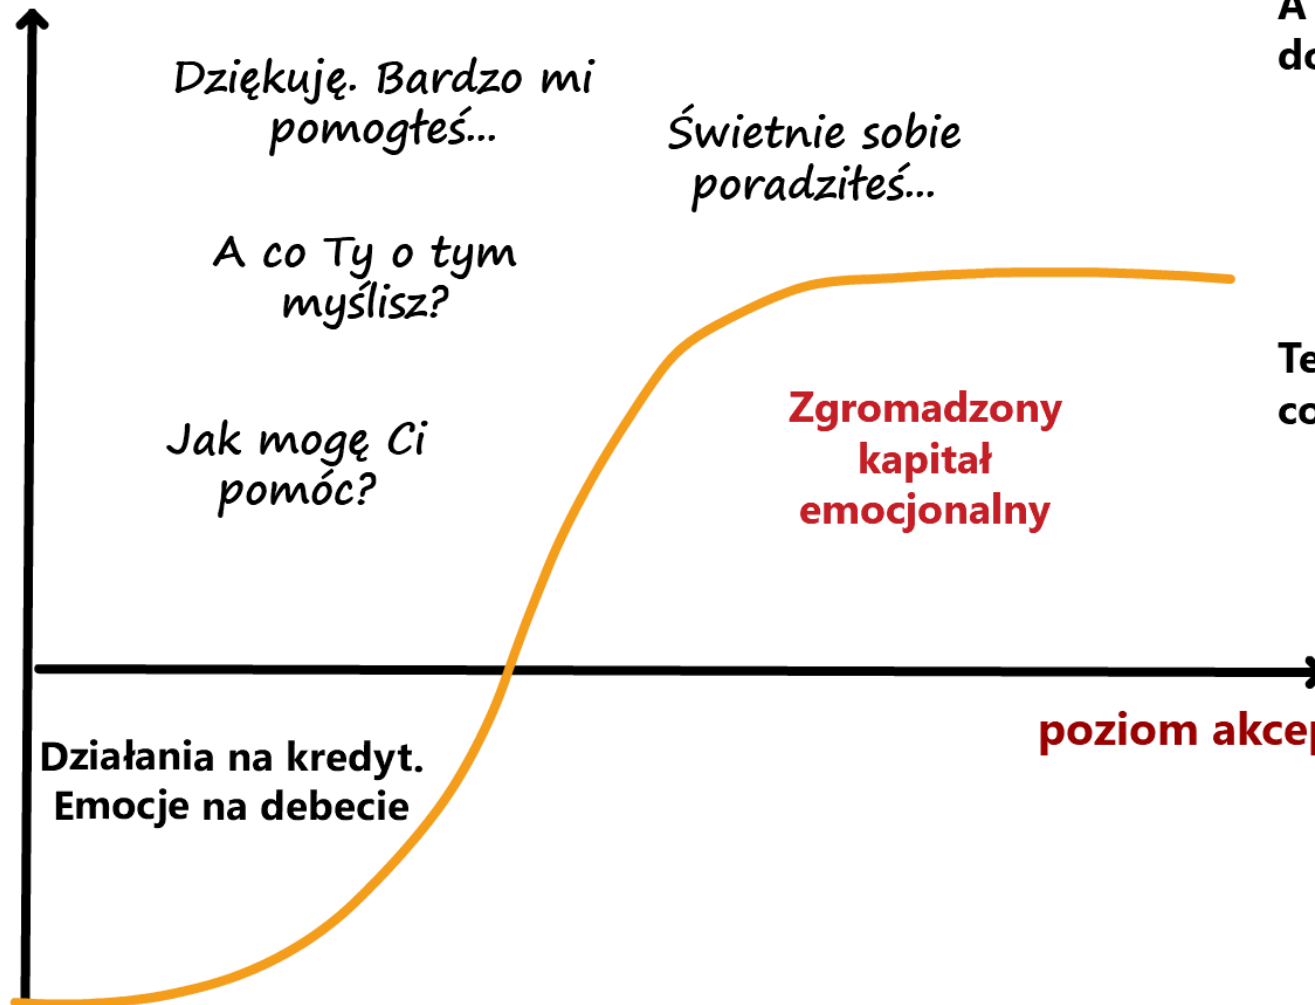 Dziękuję. Bardzo mi
pomogłeś...
Świetnie sobie
poradziłeś...
A co Ty o tym
myślisz?
Jak mogę Ci
pomóc?
Zgromadzony
kapitał
emocjonalny
A
poziom
Działania na kredyt.
Emocje na debecie